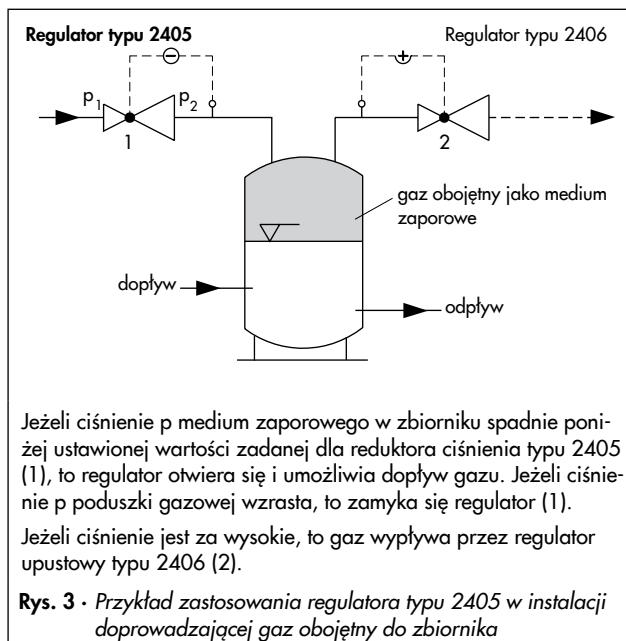 Regulator typu 2405
Regulator typu 2406
p1
p2
1
2
gaz obojętny jako medium
zaporowe
dopływ
odpływ
Jeżeli ciśnienie p medium zaporowego w zbiorniku spadnie poni-
żej ustawionej wartości zadanej dla reduktora ciśnienia typu 2405
(1), to regulator otwiera się i umożliwia dopływ gazu. Jeżeli ciśnie-
nie p poduszki gazowej wzrasta, to zamyka się regulator (1).
Jeżeli ciśnienie jest za wysokie, to gaz wypływa przez regulator
upustowy typu 2406 (2).
Rys. 3 · Przykład zastosowania regulatora typu 2405 w instalacji
doprowadzającej gaz obojętny do zbiornika